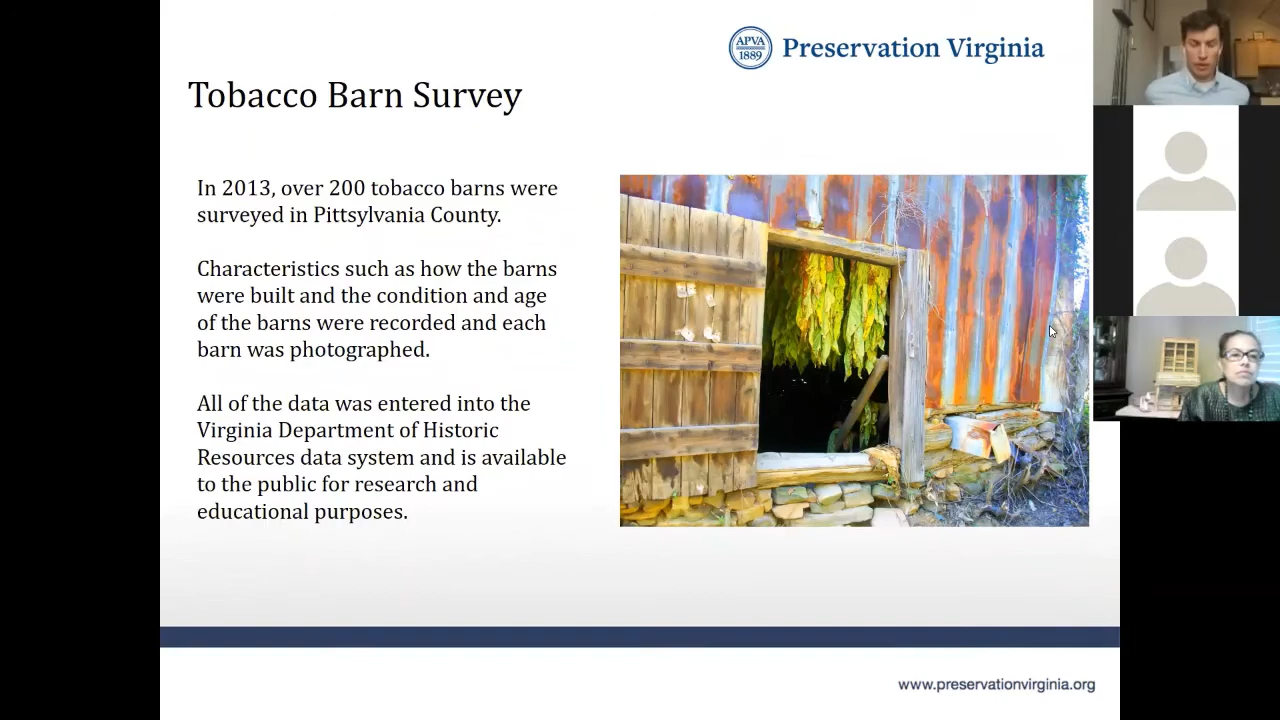 APVA
1889
Preservation Virginia
Tobacco Barn Survey
In 2013, over 200 tobacco barns were
surveyed in Pittsylvania County.
Characteristics such as how the barns
were built and the condition and age
of the barns were recorded and each
barn was photographed.
All of the data was entered into the
Virginia Department of Historic
Resources data system and is available
to the public for research and
educational purposes.
www.preservationvirginia.org